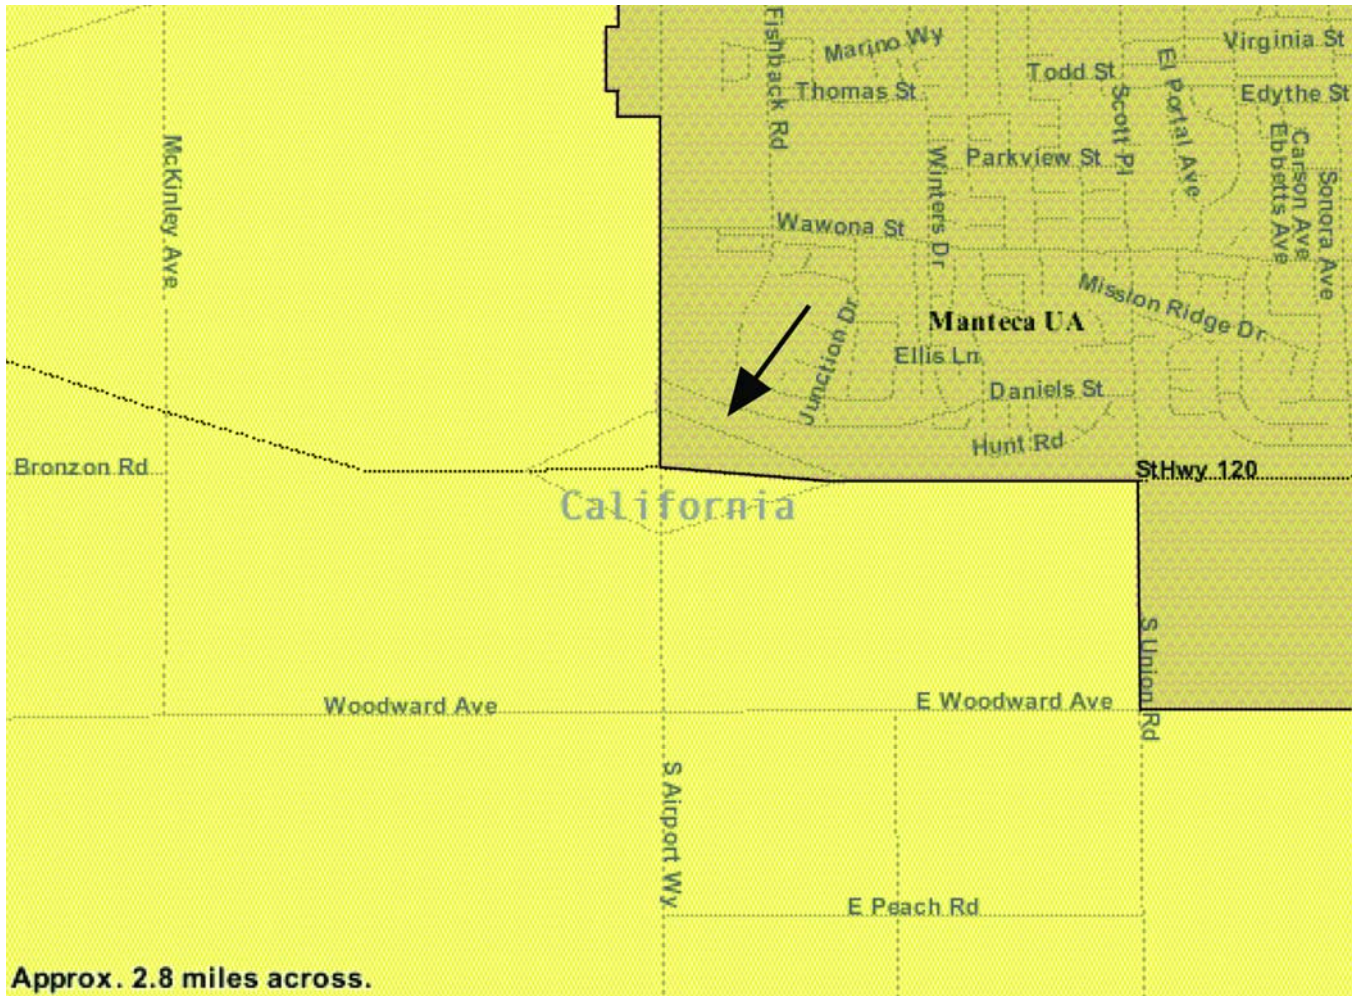 Fishback Rd
Marino Wy
Virginia St
Todd St
El Portal Ave
Thomas St
Scott Pl
Edythe St
McKinley Ave
Parkview St
Winters Dr
Ebbetts Ave
Carson Ave
Sonora Ave
Wawona St
Mission Ridge Dr
Manteca UA
Junction Dr
Ellis Ln
Daniels St
Hunt Rd
Bronzon Rd
StHwy 120
California
S Union Rd
Woodward Ave
E Woodward Ave
S Airport Wy
E Peach Rd
Approx. 2.8 miles across.